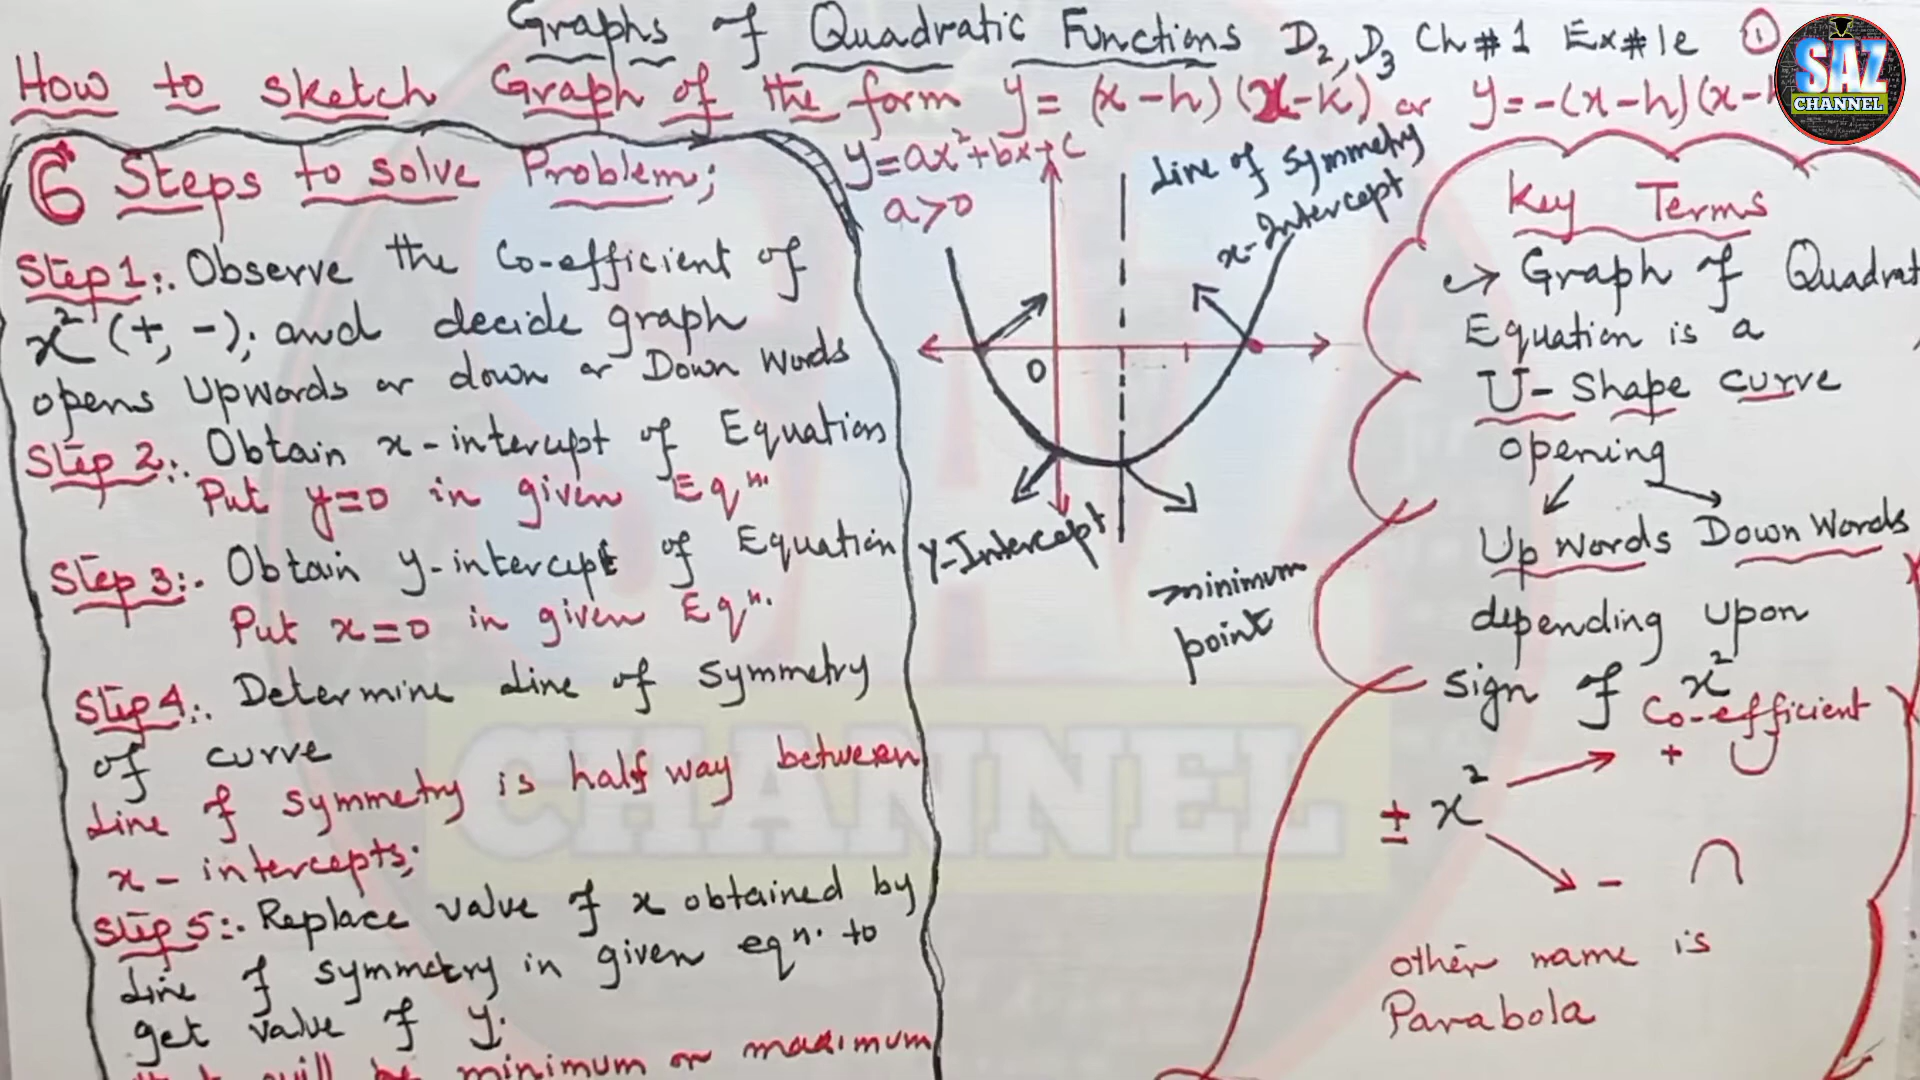 Graphs of Quadratic Functions D2, D3 Ch #1 Ex#1e ①
How to sketch Graph of the form y = (x-h) (x-k) or y=-(x-h)(x-
6 Steps to solve Problem;
Step 1:. Observe the Co-efficient of
x² (+, -); and decide graph
opens Upwords or down or Down Words
Step 2:. Obtain x-intercept of Equation
Put y=0 in given Eqⁿ.
Step 3:. Obtain y-intercept of Equation
Put x=0 in given Eqⁿ.
Step 4:. Determine Line of symmetry
of curve
Line of symmetry is half way between
x-intercepts;
Step 5:. Replace value of x obtained by
Line of symmetry in given eqⁿ. to
get value of y.
will be minimum or maximum
y=ax²+bx+c
a>0
Line of Symmetry
x-Intercept
0
Y-Intercept
minimum
point
Key Terms
↪ Graph of Quadrat
Equation is a
U-Shape curve
opening
Up Words Down Words
depending upon
sign of x²
Co-efficient
± x²
+
-
other name is
Parabola
SAZ
CHANNEL
SAZ
CHANNEL